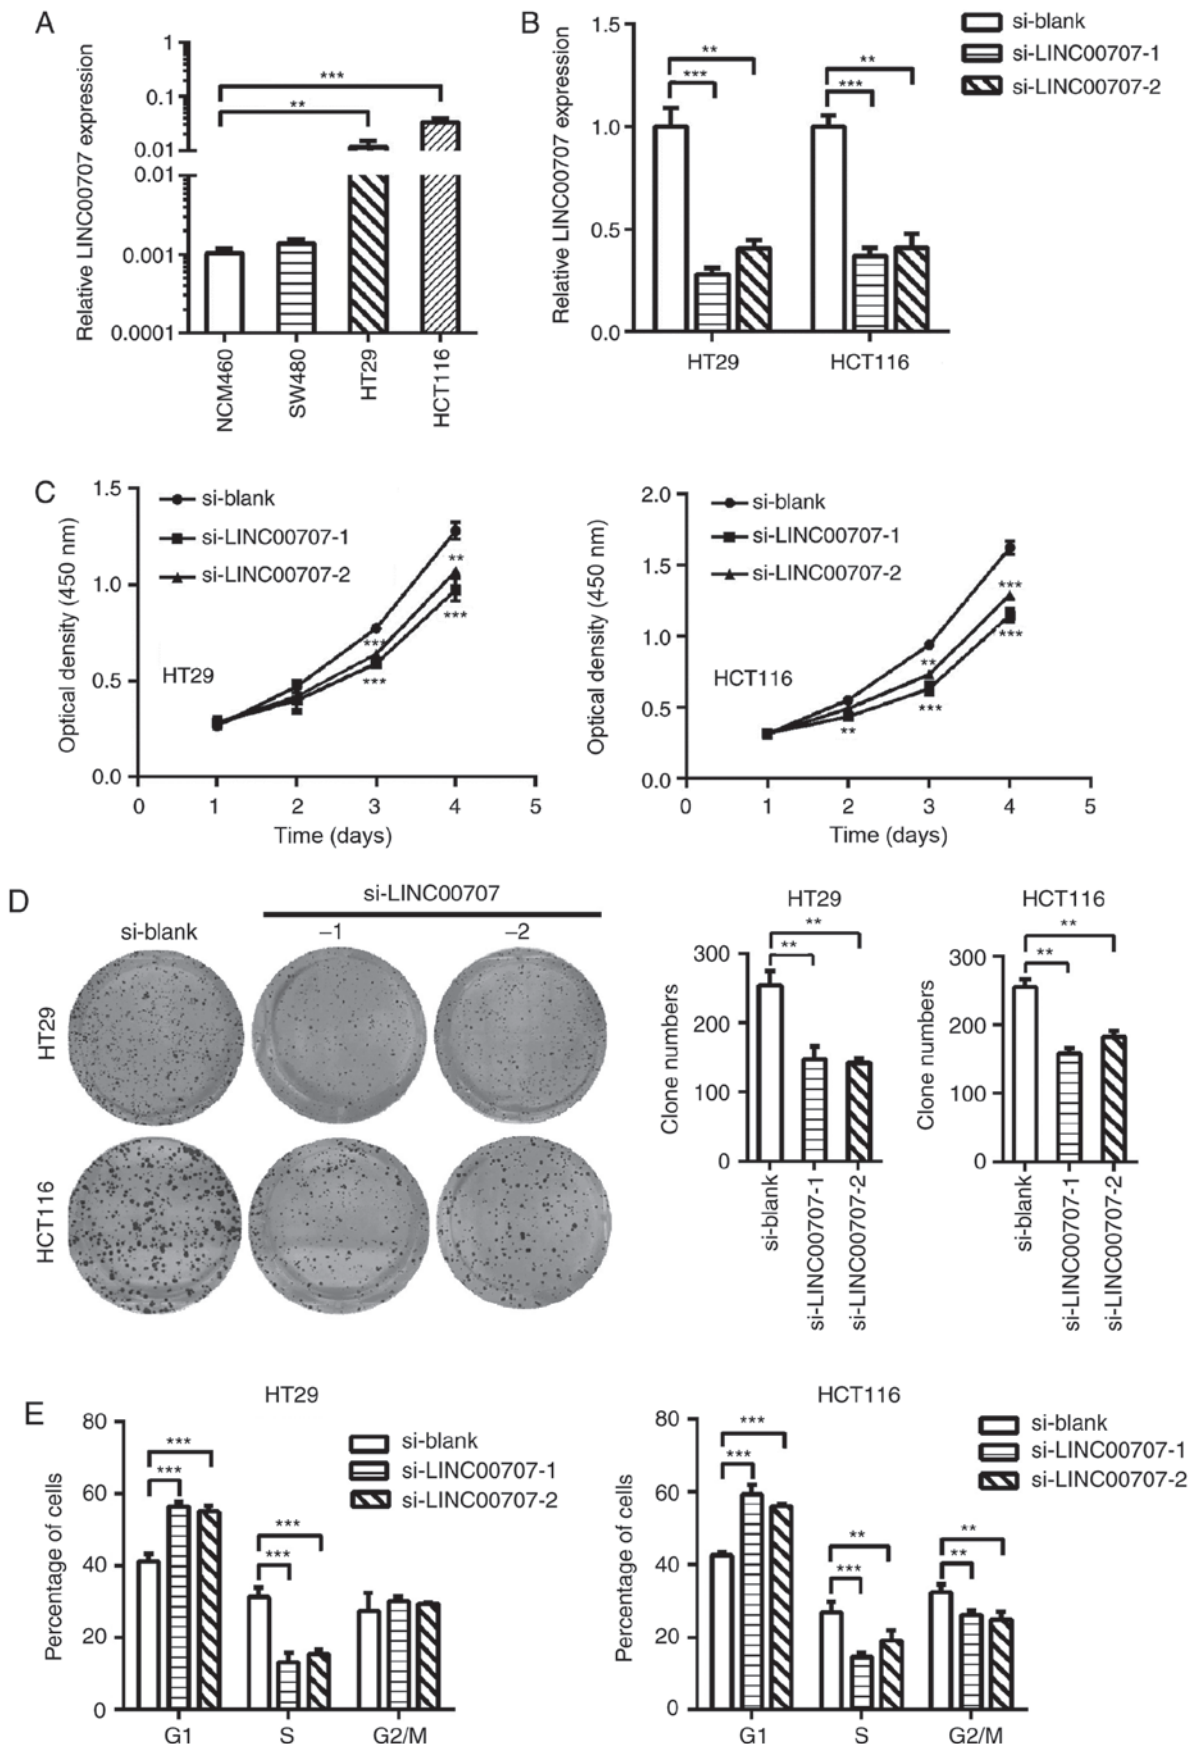 A
Relative LINC00707 expression
1
0.1
0.01
0.01
0.001
0.0001
***
**
NCM460
SW480
HT29
HCT116
B
Relative LINC00707 expression
1.5
1.0
0.5
0.0
**
***
**
***
HT29
HCT116
si-blank
si-LINC00707-1
si-LINC00707-2
C
Optical density (450 nm)
1.5
1.0
0.5
0.0
si-blank
si-LINC00707-1
si-LINC00707-2
**
***
***
***
HT29
0 1 2 3 4 5
Time (days)
Optical density (450 nm)
2.0
1.5
1.0
0.5
0.0
si-blank
si-LINC00707-1
si-LINC00707-2
***
***
**
***
**
HCT116
0 1 2 3 4 5
Time (days)
D
si-LINC00707
si-blank
–1
–2
HT29
HCT116
HT29
Clone numbers
300
200
100
0
**
**
si-blank
si-LINC00707-1
si-LINC00707-2
HCT116
Clone numbers
300
200
100
0
**
**
si-blank
si-LINC00707-1
si-LINC00707-2
E
HT29
Percentage of cells
80
60
40
20
0
***
***
***
***
si-blank
si-LINC00707-1
si-LINC00707-2
G1 S G2/M
HCT116
Percentage of cells
80
60
40
20
0
***
***
**
***
**
**
si-blank
si-LINC00707-1
si-LINC00707-2
G1 S G2/M